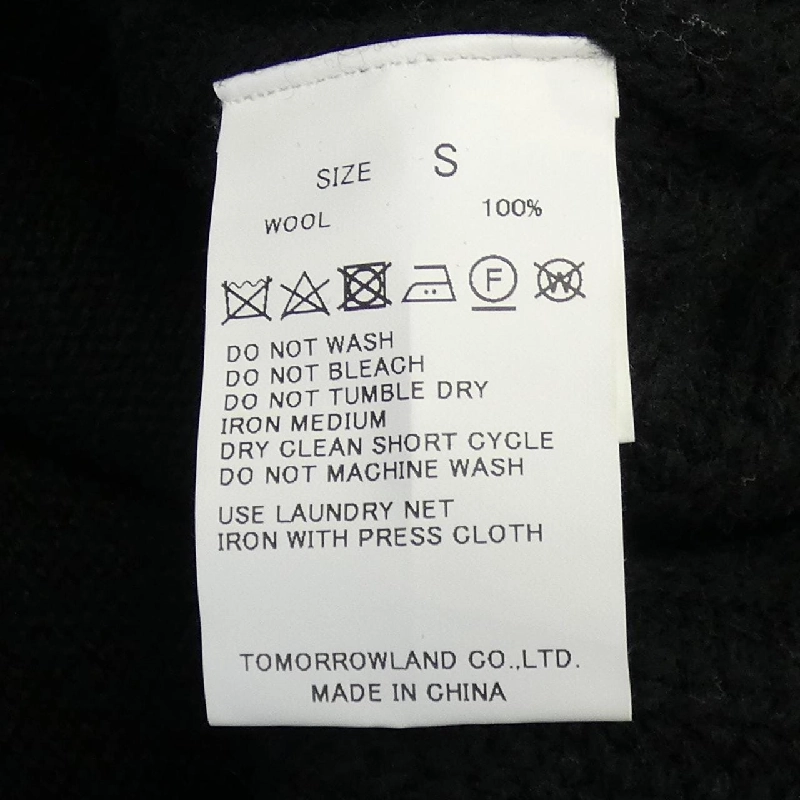 SIZE S
WOOL 100%
F W
DO NOT WASH
DO NOT BLEACH
DO NOT TUMBLE DRY
IRON MEDIUM
DRY CLEAN SHORT CYCLE
DO NOT MACHINE WASH
USE LAUNDRY NET
IRON WITH PRESS CLOTH
TOMORROWLAND CO.,LTD.
MADE IN CHINA